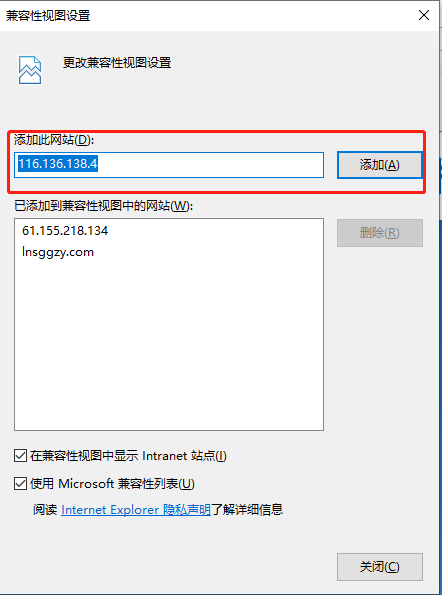 兼容性视图设置
更改兼容性视图设置
添加此网站(D):
116.136.138.4
添加(A)
已添加到兼容性视图中的网站(W):
61.155.218.134
删除(R)
lnsggzy.com
在兼容性视图中显示 Intranet 站点(I)
使用 Microsoft 兼容性列表(U)
阅读 Internet Explorer 隐私声明了解详细信息
关闭(C)